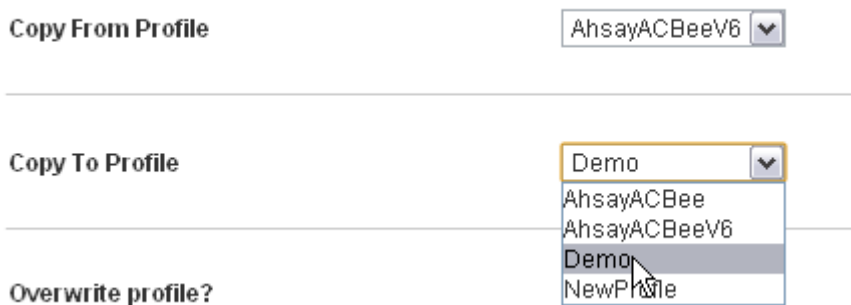 Copy From Profile AhsayACBeeV6
Copy To Profile Demo
AhsayACBee
AhsayACBeeV6
Demo
NewProfile
Overwrite profile?